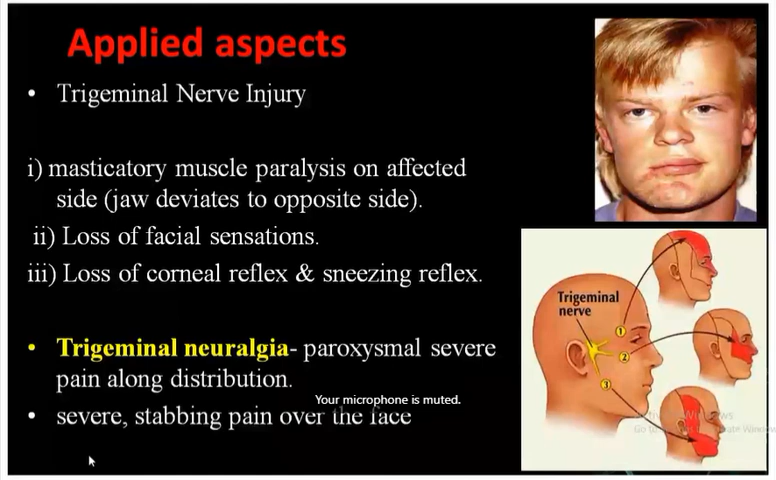 Applied aspects
• Trigeminal Nerve Injury
i) masticatory muscle paralysis on affected
side (jaw deviates to opposite side).
ii) Loss of facial sensations.
iii) Loss of corneal reflex & sneezing reflex.
• Trigeminal neuralgia- paroxysmal severe
pain along distribution.
Your microphone is muted.
• severe, stabbing pain over the face
Trigeminal
nerve
1
2
3
Windows
Windows